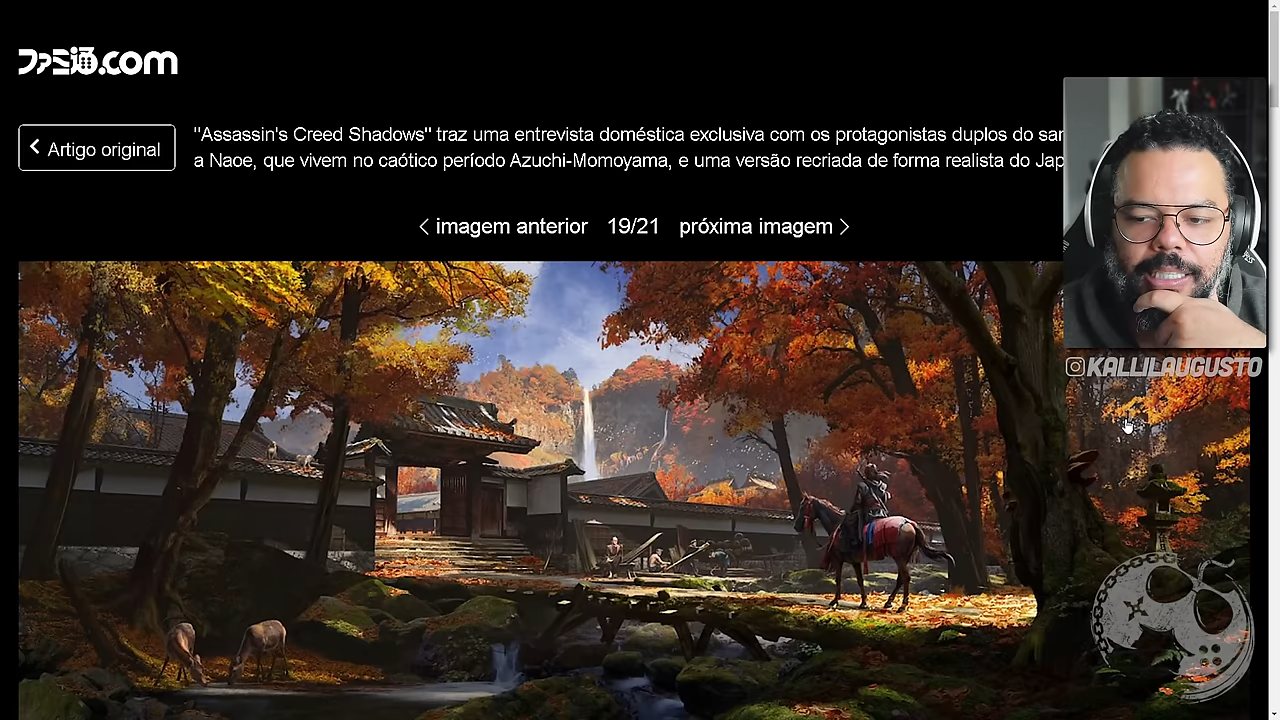 ファミ通.com
Artigo original
"Assassin's Creed Shadows" traz uma entrevista doméstica exclusiva com os protagonistas duplos do sar
a Naoe, que vivem no caótico período Azuchi-Momoyama, e uma versão recriada de forma realista do Jap
imagem anterior 19/21 próxima imagem
KALLILAUGUSTO